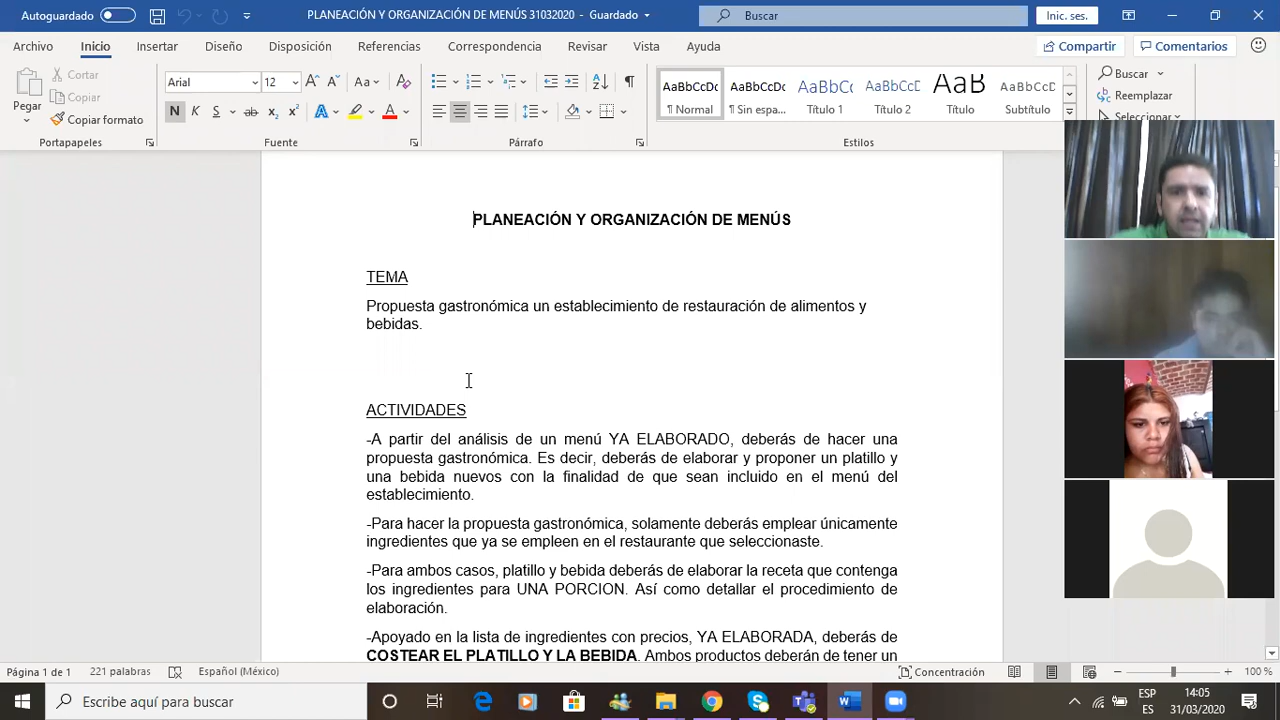 Autoguardado
PLANEACIÓN Y ORGANIZACIÓN DE MENÚS 31032020 - Guardado
Buscar
Inic. ses.
Archivo Inicio Insertar Diseño Disposición Referencias Correspondencia Revisar Vista Ayuda
Compartir Comentarios
Pegar
Cortar
Copiar
Copiar formato
Portapapeles
Arial 12
Fuente
Párrafo
AaBbCcDc AaBbCcDc AaBbCc AaBbCcD AaB AaBbCcD
¶ Normal ¶ Sin espa... Título 1 Título 2 Título Subtítulo
Estilos
Buscar
Reemplazar
Seleccionar
PLANEACIÓN Y ORGANIZACIÓN DE MENÚS
TEMA
Propuesta gastronómica un establecimiento de restauración de alimentos y
bebidas.
ACTIVIDADES
-A partir del análisis de un menú YA ELABORADO, deberás de hacer una
propuesta gastronómica. Es decir, deberás de elaborar y proponer un platillo y
una bebida nuevos con la finalidad de que sean incluido en el menú del
establecimiento.
-Para hacer la propuesta gastronómica, solamente deberás emplear únicamente
ingredientes que ya se empleen en el restaurante que seleccionaste.
-Para ambos casos, platillo y bebida deberás de elaborar la receta que contenga
los ingredientes para UNA PORCION. Así como detallar el procedimiento de
elaboración.
-Apoyado en la lista de ingredientes con precios, YA ELABORADA, deberás de
COSTEAR EL PLATILLO Y LA BEBIDA. Ambos productos deberán de tener un
Página 1 de 1 221 palabras Español (México)
Concentración 100 %
Escribe aquí para buscar
ESP
ES
14:05
31/03/2020